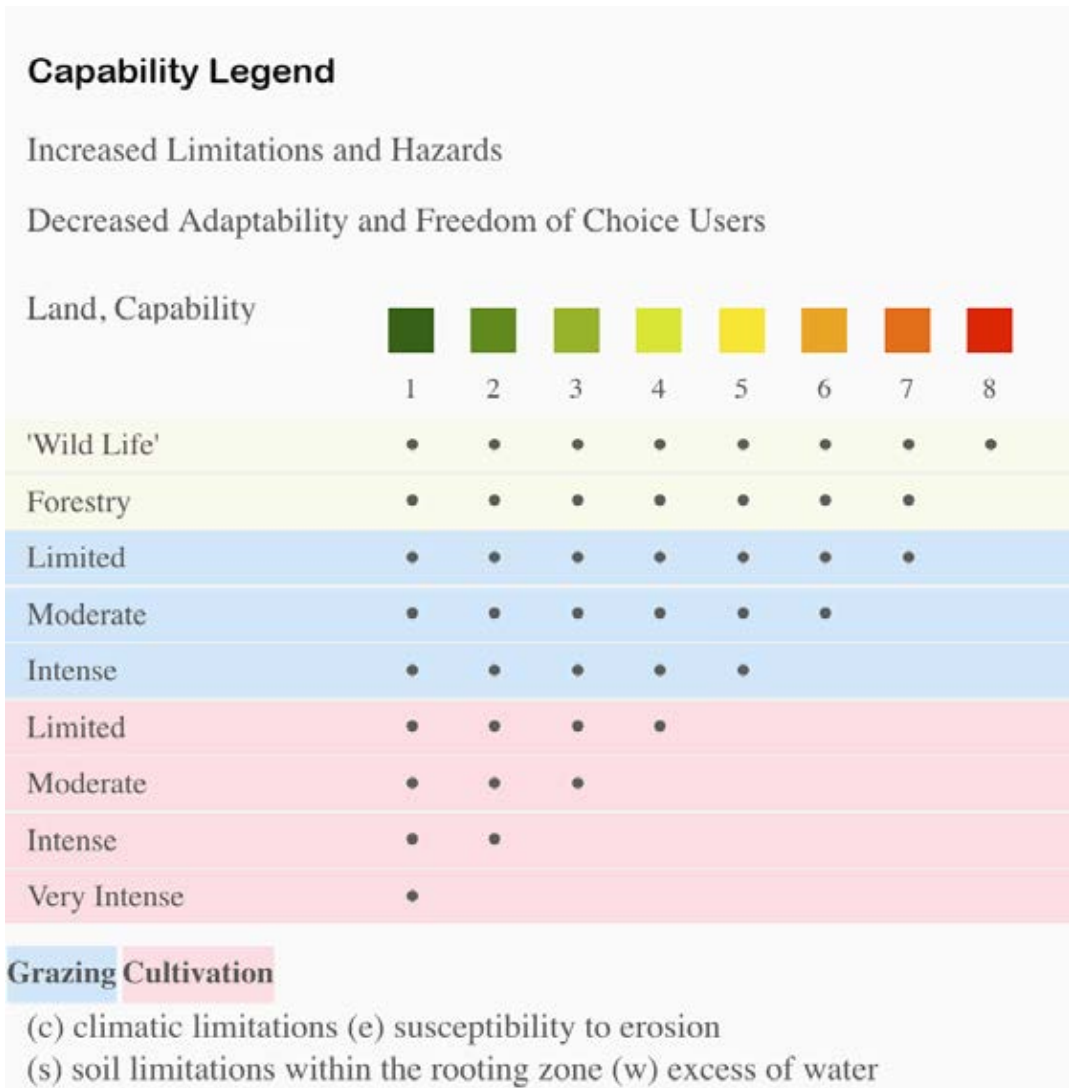 Capability Legend
Increased Limitations and Hazards
Decreased Adaptability and Freedom of Choice Users
Land, Capability
1 2 3 4 5 6 7 8
'Wild Life' • • • • • • • •
Forestry • • • • • • •
Limited • • • • • • •
Moderate • • • • • •
Intense • • • • •
Limited • • • •
Moderate • • •
Intense • •
Very Intense •
Grazing Cultivation
(c) climatic limitations (e) susceptibility to erosion
(s) soil limitations within the rooting zone (w) excess of water